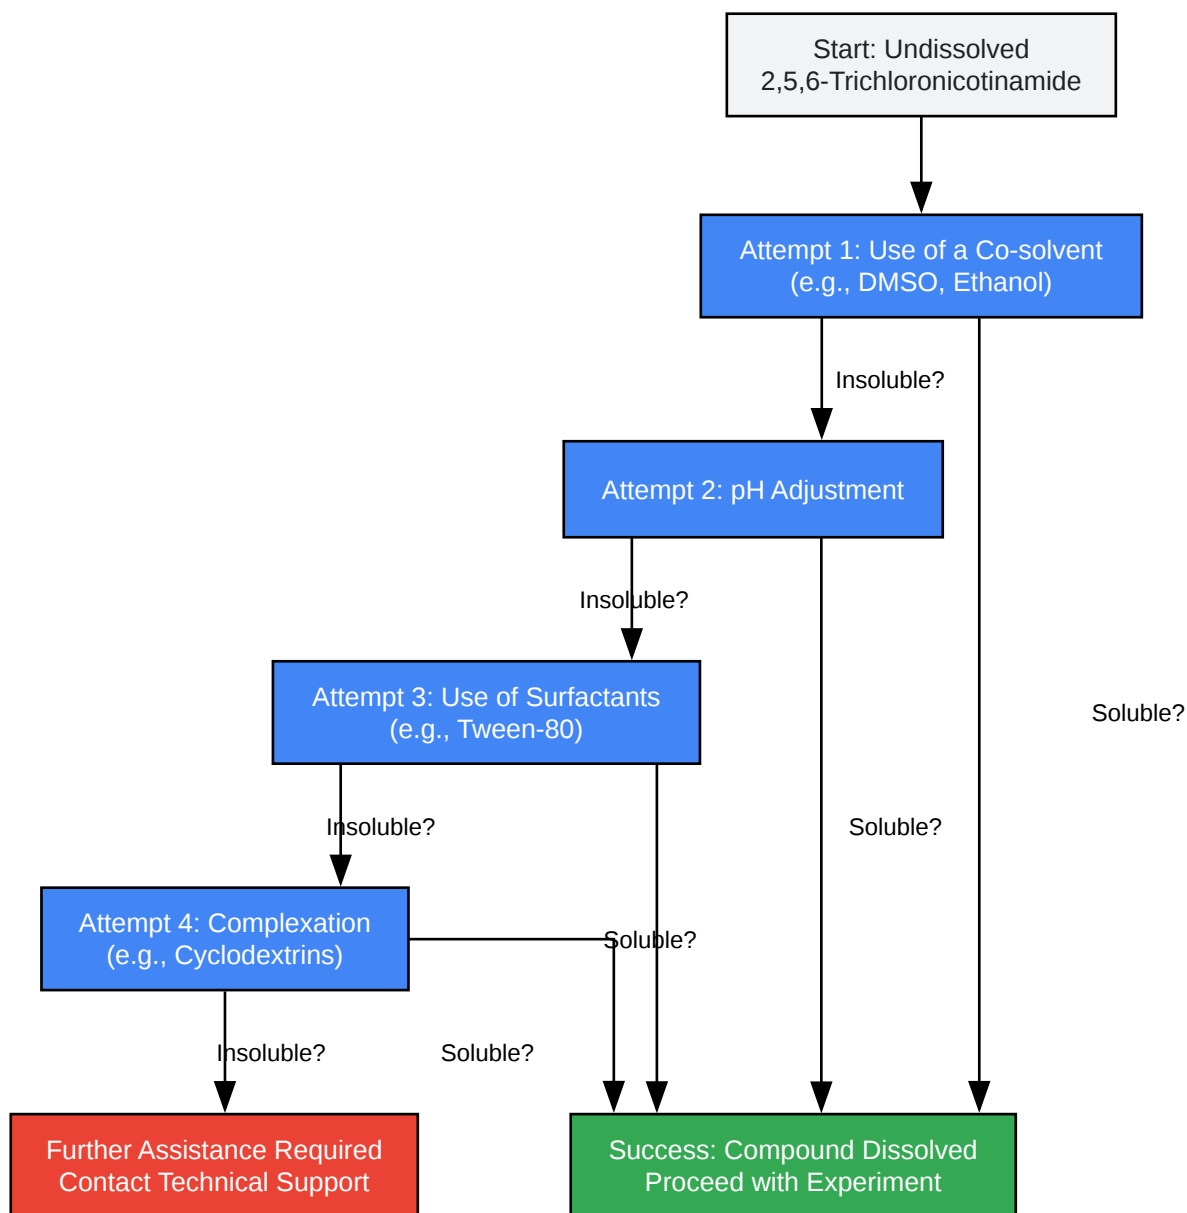 Start: Undissolved
2,5,6-Trichloronicotinamide
Attempt 1: Use of a Co-solvent
(e.g., DMSO, Ethanol)
Insoluble?
Attempt 2: pH Adjustment
Insoluble?
Attempt 3: Use of Surfactants
(e.g., Tween-80)
Soluble?
Insoluble?
Soluble?
Attempt 4: Complexation
(e.g., Cyclodextrins)
Soluble?
Insoluble?
Soluble?
Further Assistance Required
Contact Technical Support
Success: Compound Dissolved
Proceed with Experiment